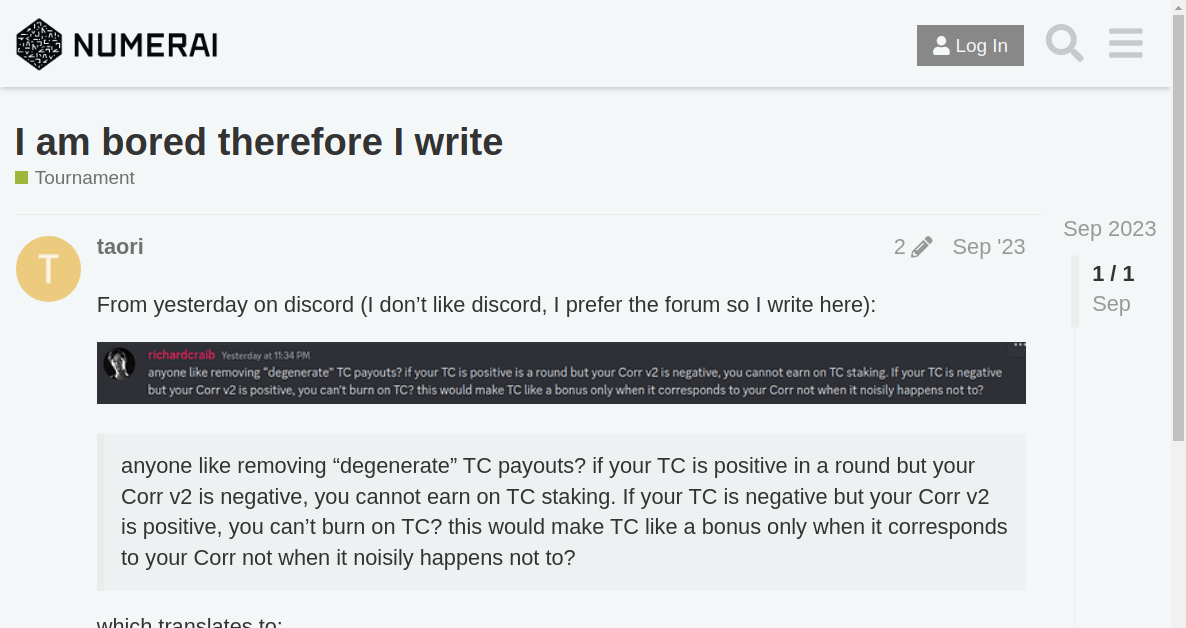 NUMERAI
Log In
I am bored therefore I write
Tournament
Sep 2023
T
taori
2
Sep '23
1 / 1
Sep
From yesterday on discord (I don’t like discord, I prefer the forum so I write here):
richardcraib Yesterday at 11:34 PM
anyone like removing “degenerate” TC payouts? if your TC is positive is a round but your Corr v2 is negative, you cannot earn on TC staking. If your TC is negative
but your Corr v2 is positive, you can't burn on TC? this would make TC like a bonus only when it corresponds to your Corr not when it noisily happens not to?
anyone like removing “degenerate” TC payouts? if your TC is positive in a round but your
Corr v2 is negative, you cannot earn on TC staking. If your TC is negative but your Corr v2
is positive, you can’t burn on TC? this would make TC like a bonus only when it corresponds
to your Corr not when it noisily happens not to?
which translates to: